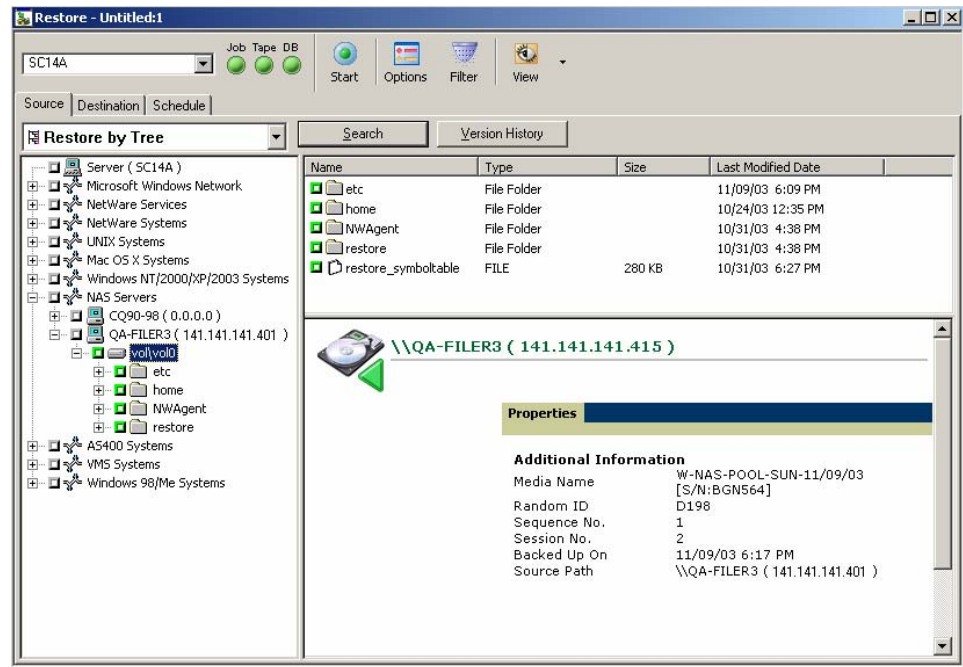 Restore - Untitled:1
SC14A
Job Tape DB
Start
Options
Filter
View
Source
Destination
Schedule
Restore by Tree
Search
Version History
Server ( SC14A )
Microsoft Windows Network
NetWare Services
NetWare Systems
UNIX Systems
Mac OS X Systems
Windows NT/2000/XP/2003 Systems
NAS Servers
CQ90-98 ( 0.0.0.0 )
QA-FILER3 ( 141.141.141.401 )
vol\vol0
etc
home
NWAgent
restore
AS400 Systems
VMS Systems
Windows 98/Me Systems
Name Type Size Last Modified Date
etc File Folder 11/09/03 6:09 PM
home File Folder 10/24/03 12:35 PM
NWAgent File Folder 10/31/03 4:38 PM
restore File Folder 10/31/03 4:38 PM
restore_symboltable FILE 280 KB 10/31/03 6:27 PM
\\QA-FILER3 ( 141.141.141.415 )
Properties
Additional Information
Media Name W-NAS-POOL-SUN-11/09/03
[S/N:BGN564]
Random ID D198
Sequence No. 1
Session No. 2
Backed Up On 11/09/03 6:17 PM
Source Path \\QA-FILER3 ( 141.141.141.401 )